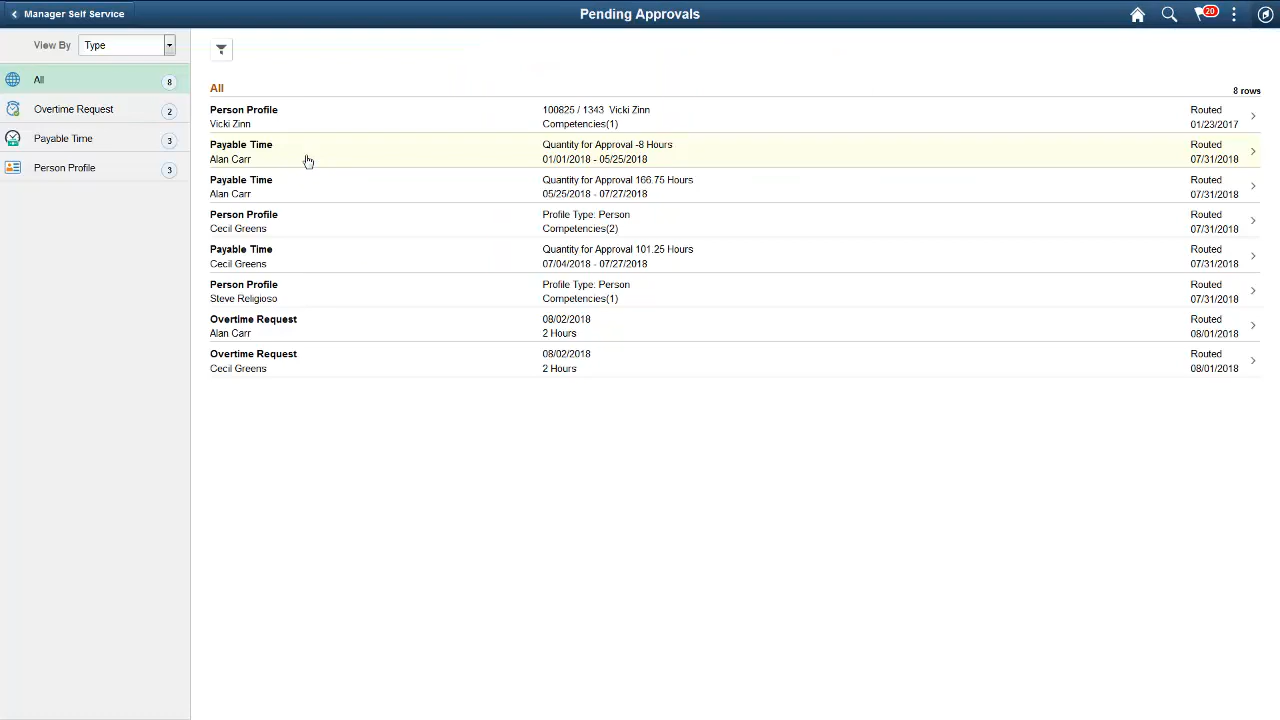 Manager Self Service
Pending Approvals
20
View By Type
All 8
Overtime Request 2
Payable Time 3
Person Profile 3
All
8 rows
Person Profile 100825 / 1343 Vicki Zinn Routed
Vicki Zinn Competencies(1) 01/23/2017
Payable Time Quantity for Approval -8 Hours Routed
Alan Carr 01/01/2018 - 05/25/2018 07/31/2018
Payable Time Quantity for Approval 166.75 Hours Routed
Alan Carr 05/25/2018 - 07/27/2018 07/31/2018
Person Profile Profile Type: Person Routed
Cecil Greens Competencies(2) 07/31/2018
Payable Time Quantity for Approval 101.25 Hours Routed
Cecil Greens 07/04/2018 - 07/27/2018 07/31/2018
Person Profile Profile Type: Person Routed
Steve Religioso Competencies(1) 07/31/2018
Overtime Request 08/02/2018 Routed
Alan Carr 2 Hours 08/01/2018
Overtime Request 08/02/2018 Routed
Cecil Greens 2 Hours 08/01/2018